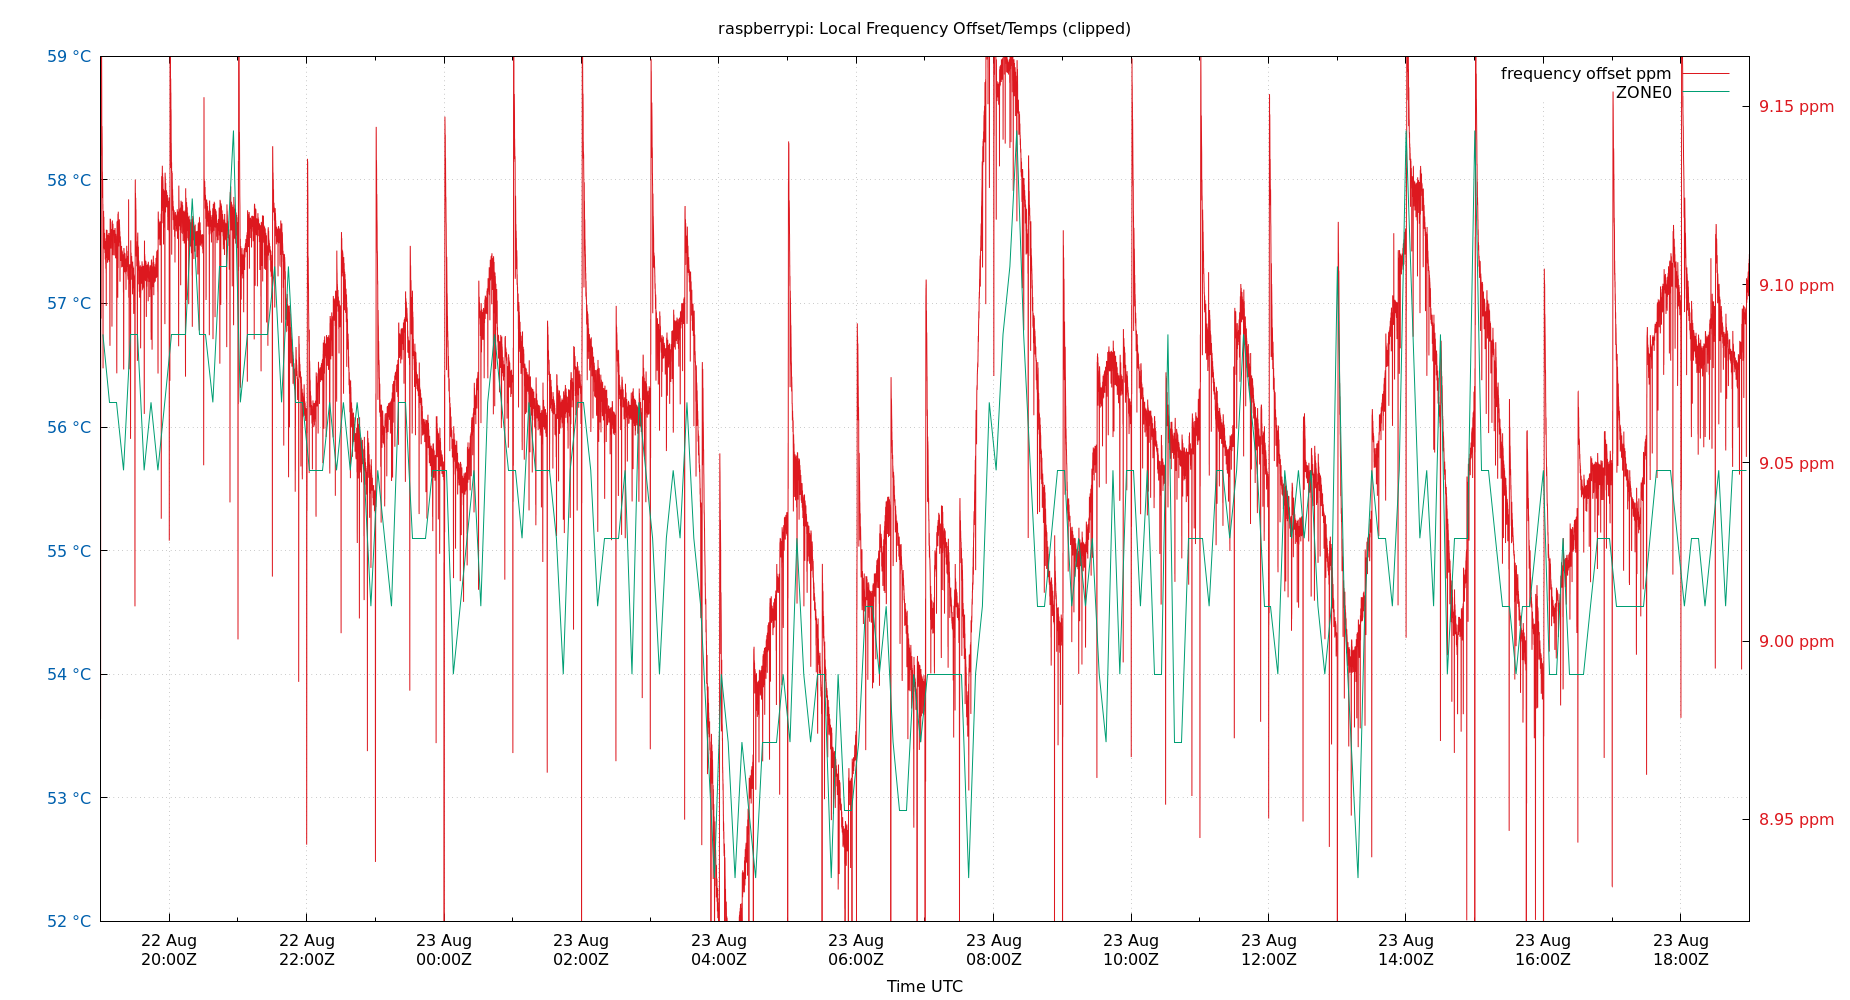 raspberrypi: Local Frequency Offset/Temps (clipped)
59 °C
58 °C
57 °C
56 °C
55 °C
54 °C
53 °C
52 °C
frequency offset ppm
ZONE0
9.15 ppm
9.10 ppm
9.05 ppm
9.00 ppm
8.95 ppm
22 Aug 22 Aug 23 Aug 23 Aug 23 Aug 23 Aug 23 Aug 23 Aug 23 Aug 23 Aug 23 Aug 23 Aug
20:00Z 22:00Z 00:00Z 02:00Z 04:00Z 06:00Z 08:00Z 10:00Z 12:00Z 14:00Z 16:00Z 18:00Z
Time UTC